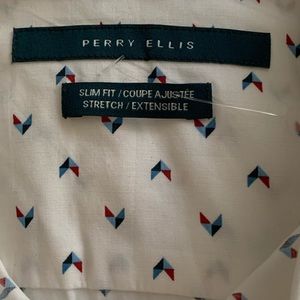 PERRY ELLIS
SLIM FIT / COUPE AJUSTÉE
STRETCH / EXTENSIBLE